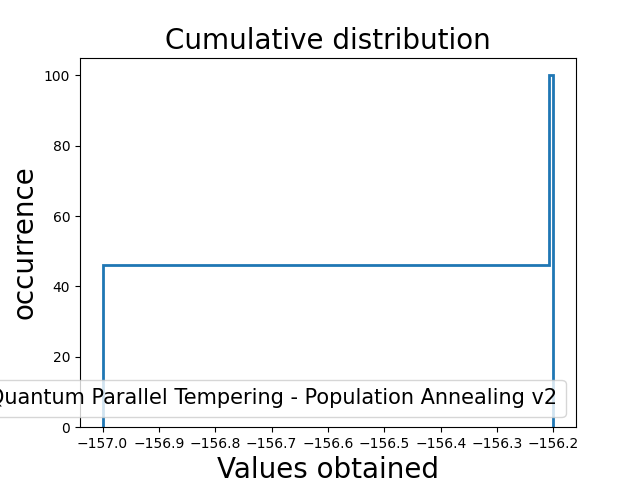 Cumulative distribution
occurrence
100
80
60
40
20
0
Quantum Parallel Tempering - Population Annealing v2
−157.0 −156.9 −156.8 −156.7 −156.6 −156.5 −156.4 −156.3 −156.2
Values obtained